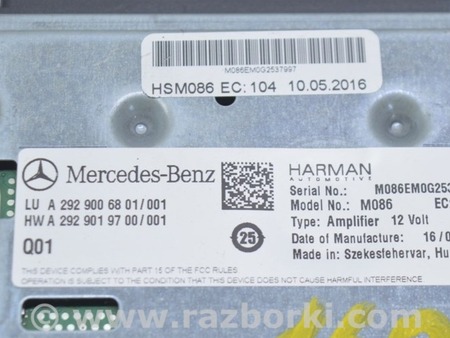 M086EM0G2537997
HSM086 EC: 104 10.05.2016
Mercedes-Benz
HARMAN
AUTOMOTIVE
LU A 292 900 68 01/001
HW A 292 901 97 00/001
Q01
25
Serial No.: M086EM0G253
Model No.: M086 EC
Type: Amplifier 12 Volt
Date of Manufacture: 16/0
Made in: Szekesfehervar, Hu
THIS DEVICE COMPLIES WITH PART 15 OF THE FCC RULES
OPERATION IS SUBJECT TO THE CONDITION THAT THIS DEVICE DOES NOT CAUSE HARMFUL INTERFERENCE
www.razborki.com